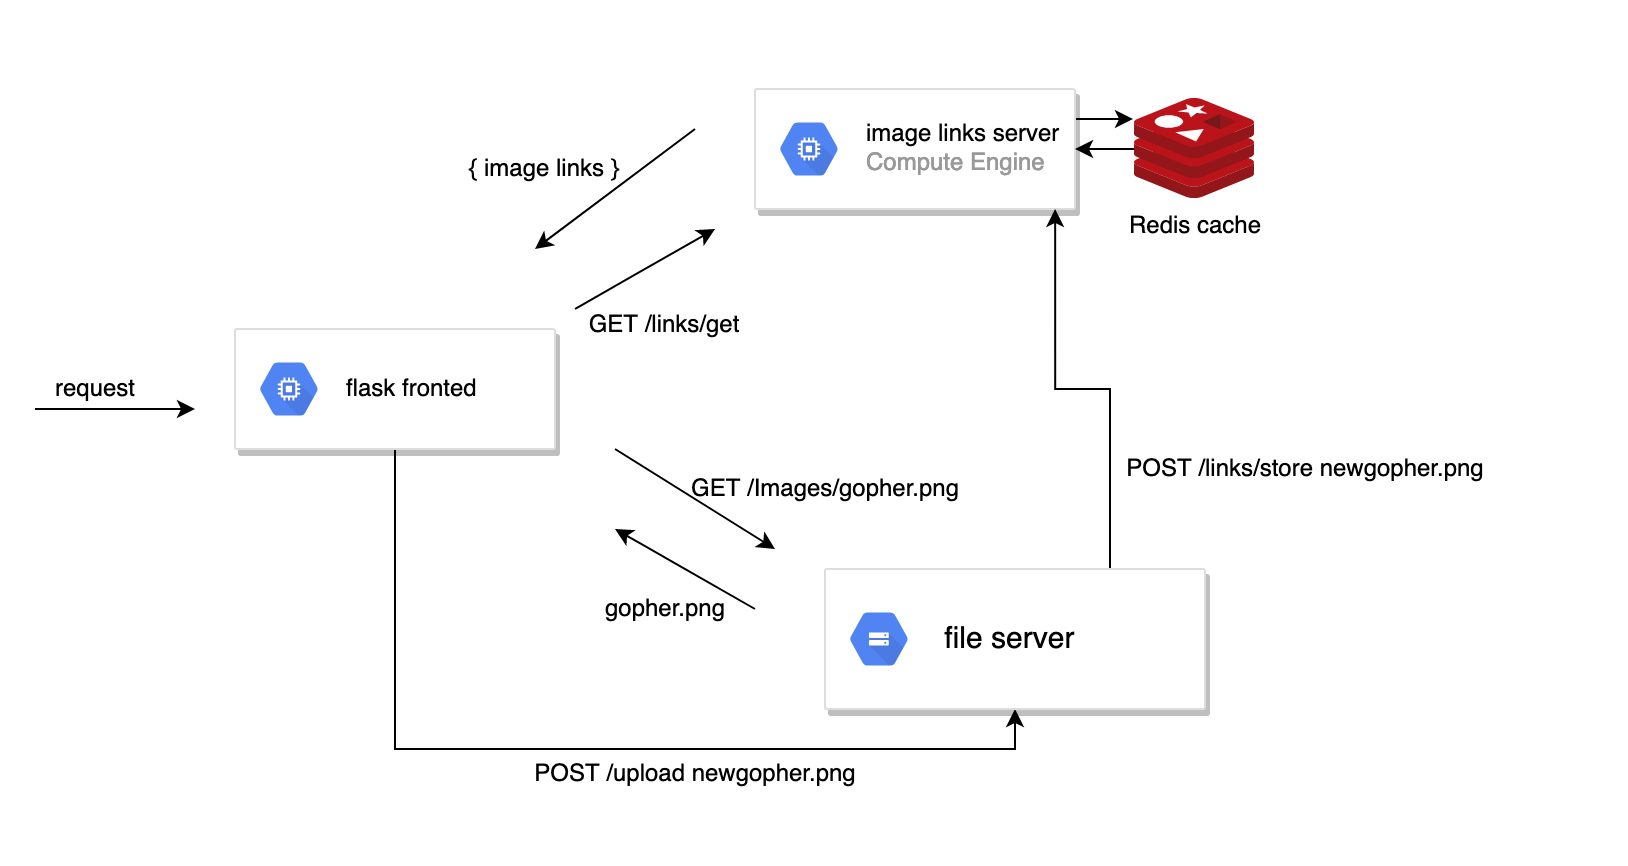 image links server
Compute Engine
{ image links }
Redis cache
GET /links/get
request
flask fronted
POST /links/store newgopher.png
GET /Images/gopher.png
gopher.png
file server
POST /upload newgopher.png